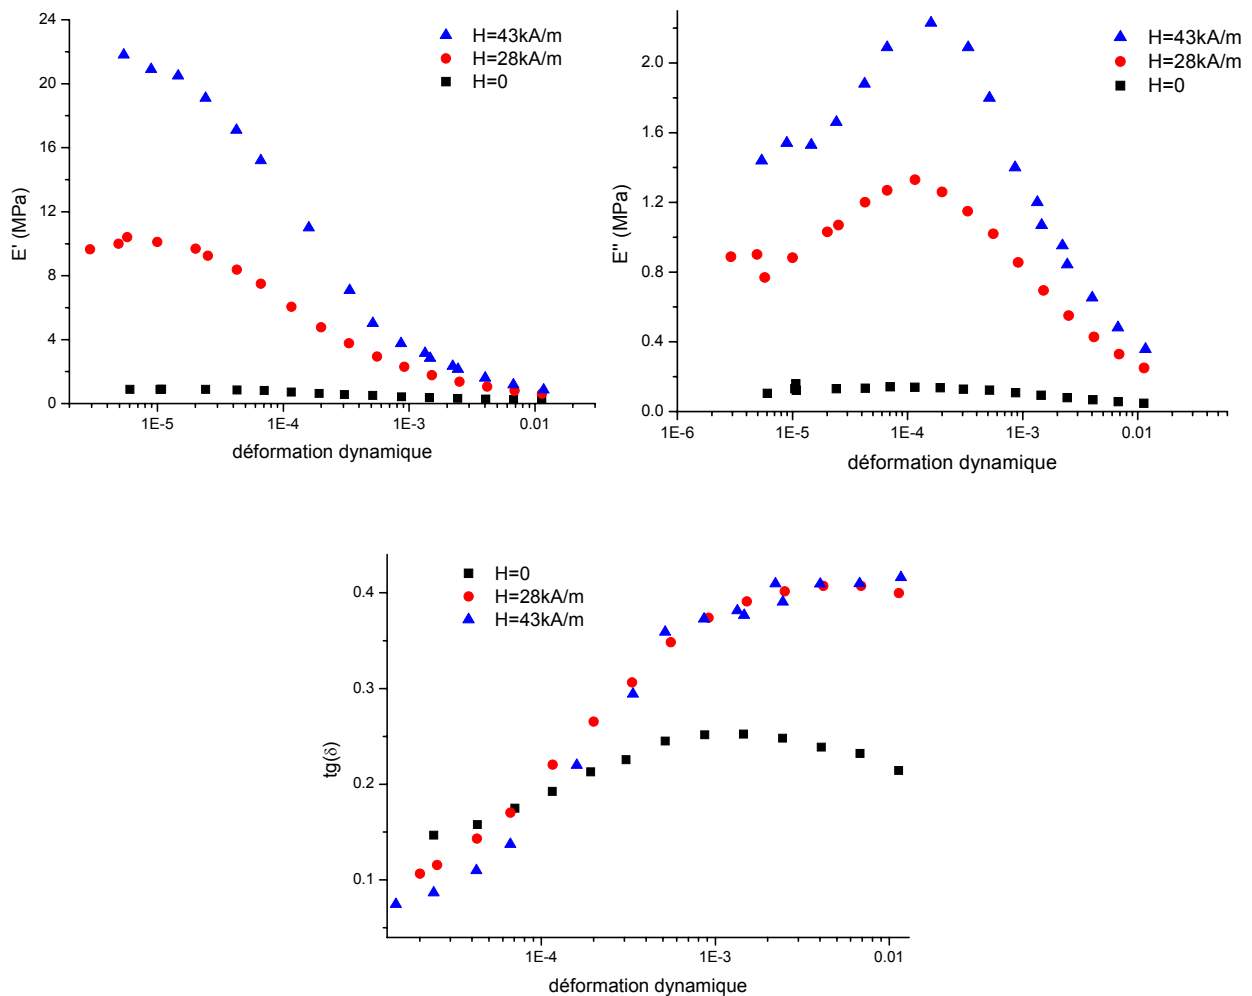 24
20
16
12
8
4
0
E' (MPa)
1E-5
1E-4
1E-3
0.01
déformation dynamique
H=43kA/m
H=28kA/m
H=0
2.0
1.6
1.2
0.8
0.4
0.0
E'' (MPa)
1E-6
1E-5
1E-4
1E-3
0.01
déformation dynamique
H=43kA/m
H=28kA/m
H=0
0.4
0.3
0.2
0.1
tg(δ)
1E-4
1E-3
0.01
déformation dynamique
H=0
H=28kA/m
H=43kA/m